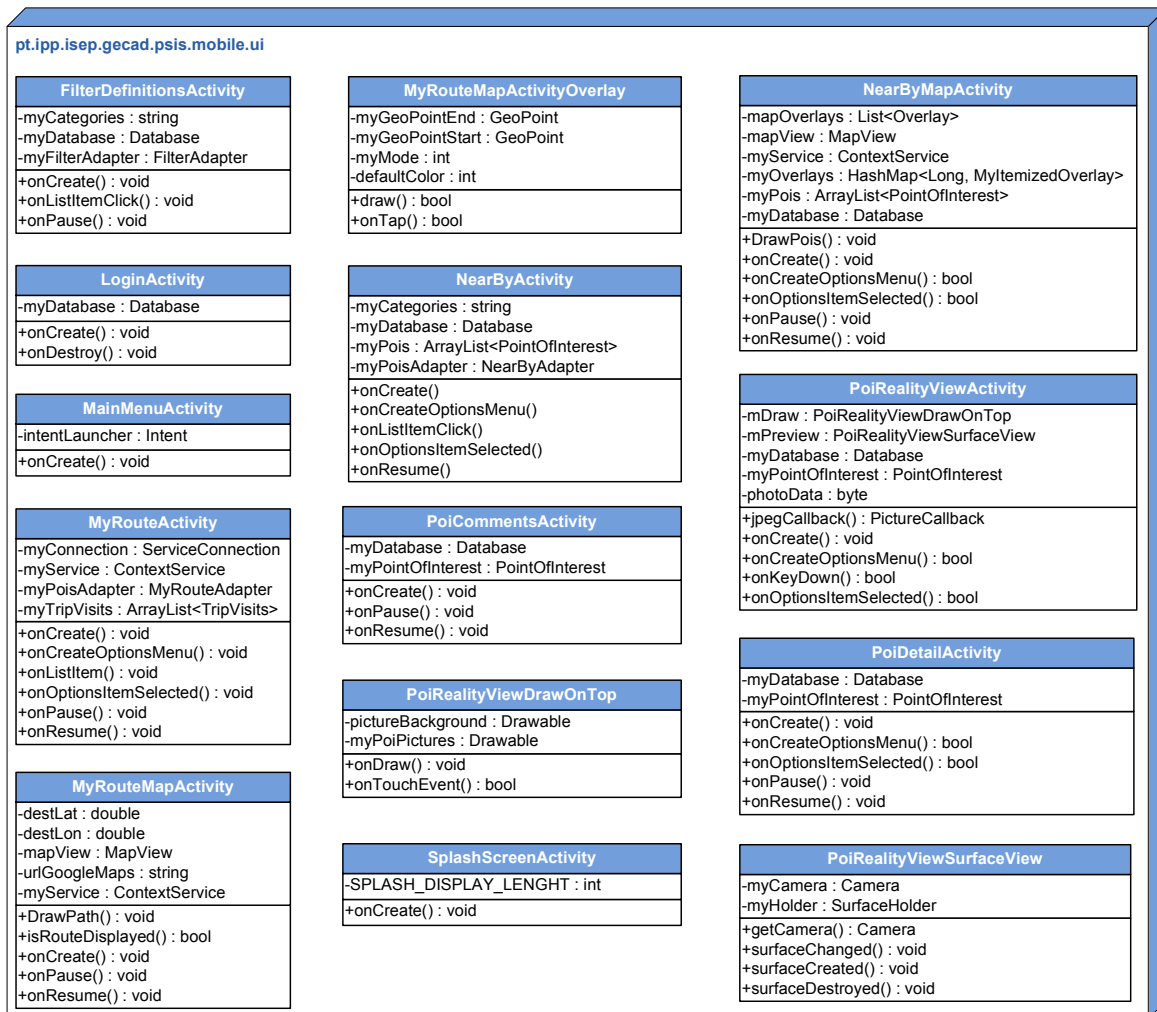 pt.ipp.isep.gecad.psis.mobile.ui
FilterDefinitionsActivity
-myCategories : string
-myDatabase : Database
-myFilterAdapter : FilterAdapter
+onCreate() : void
+onListItemClick() : void
+onPause() : void
LoginActivity
-myDatabase : Database
+onCreate() : void
+onDestroy() : void
MainMenuActivity
-intentLauncher : Intent
+onCreate() : void
MyRouteActivity
-myConnection : ServiceConnection
-myService : ContextService
-myPoisAdapter : MyRouteAdapter
-myTripVisits : ArrayList<TripVisits>
+onCreate() : void
+onCreateOptionsMenu() : void
+onListItem() : void
+onOptionsItemSelected() : void
+onPause() : void
+onResume() : void
MyRouteMapActivity
-destLat : double
-destLon : double
-mapView : MapView
-urlGoogleMaps : string
-myService : ContextService
+DrawPath() : void
+isRouteDisplayed() : bool
+onCreate() : void
+onPause() : void
+onResume() : void
MyRouteMapActivityOverlay
-myGeoPointEnd : GeoPoint
-myGeoPointStart : GeoPoint
-myMode : int
-defaultColor : int
+draw() : bool
+onTap() : bool
NearByActivity
-myCategories : string
-myDatabase : Database
-myPois : ArrayList<PointOfInterest>
-myPoisAdapter : NearByAdapter
+onCreate()
+onCreateOptionsMenu()
+onListItemClick()
+onOptionsItemSelected()
+onResume()
PoiCommentsActivity
-myDatabase : Database
-myPointOfInterest : PointOfInterest
+onCreate() : void
+onPause() : void
+onResume() : void
PoiRealityViewDrawOnTop
-pictureBackground : Drawable
-myPoiPictures : Drawable
+onDraw() : void
+onTouchEvent() : bool
SplashScreenActivity
-SPLASH_DISPLAY_LENGHT : int
+onCreate() : void
NearByMapActivity
-mapOverlays : List<Overlay>
-mapView : MapView
-myService : ContextService
-myOverlays : HashMap<Long, MyItemizedOverlay>
-myPois : ArrayList<PointOfInterest>
-myDatabase : Database
+DrawPois() : void
+onCreate() : void
+onCreateOptionsMenu() : bool
+onOptionsItemSelected() : bool
+onPause() : void
+onResume() : void
PoiRealityViewActivity
-mDraw : PoiRealityViewDrawOnTop
-mPreview : PoiRealityViewSurfaceView
-myDatabase : Database
-myPointOfInterest : PointOfInterest
-photoData : byte
+jpegCallback() : PictureCallback
+onCreate() : void
+onCreateOptionsMenu() : bool
+onKeyDown() : bool
+onOptionsItemSelected() : bool
PoiDetailActivity
-myDatabase : Database
-myPointOfInterest : PointOfInterest
+onCreate() : void
+onCreateOptionsMenu() : bool
+onOptionsItemSelected() : bool
+onPause() : void
+onResume() : void
PoiRealityViewSurfaceView
-myCamera : Camera
-myHolder : SurfaceHolder
+getCamera() : Camera
+surfaceChanged() : void
+surfaceCreated() : void
+surfaceDestroyed() : void